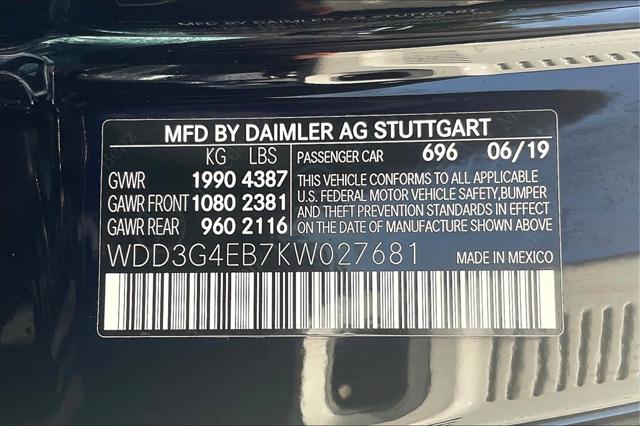 MFD BY DAIMLER AG STUTTGART
KG LBS PASSENGER CAR 696 06/19
GVWR 1990 4387 THIS VEHICLE CONFORMS TO ALL APPLICABLE
GAWR FRONT 1080 2381 U.S. FEDERAL MOTOR VEHICLE SAFETY,BUMPER
GAWR REAR 960 2116 AND THEFT PREVENTION STANDARDS IN EFFECT
ON THE DATE OF MANUFACTURE SHOWN ABOVE
WDD3G4EB7KW027681 MADE IN MEXICO